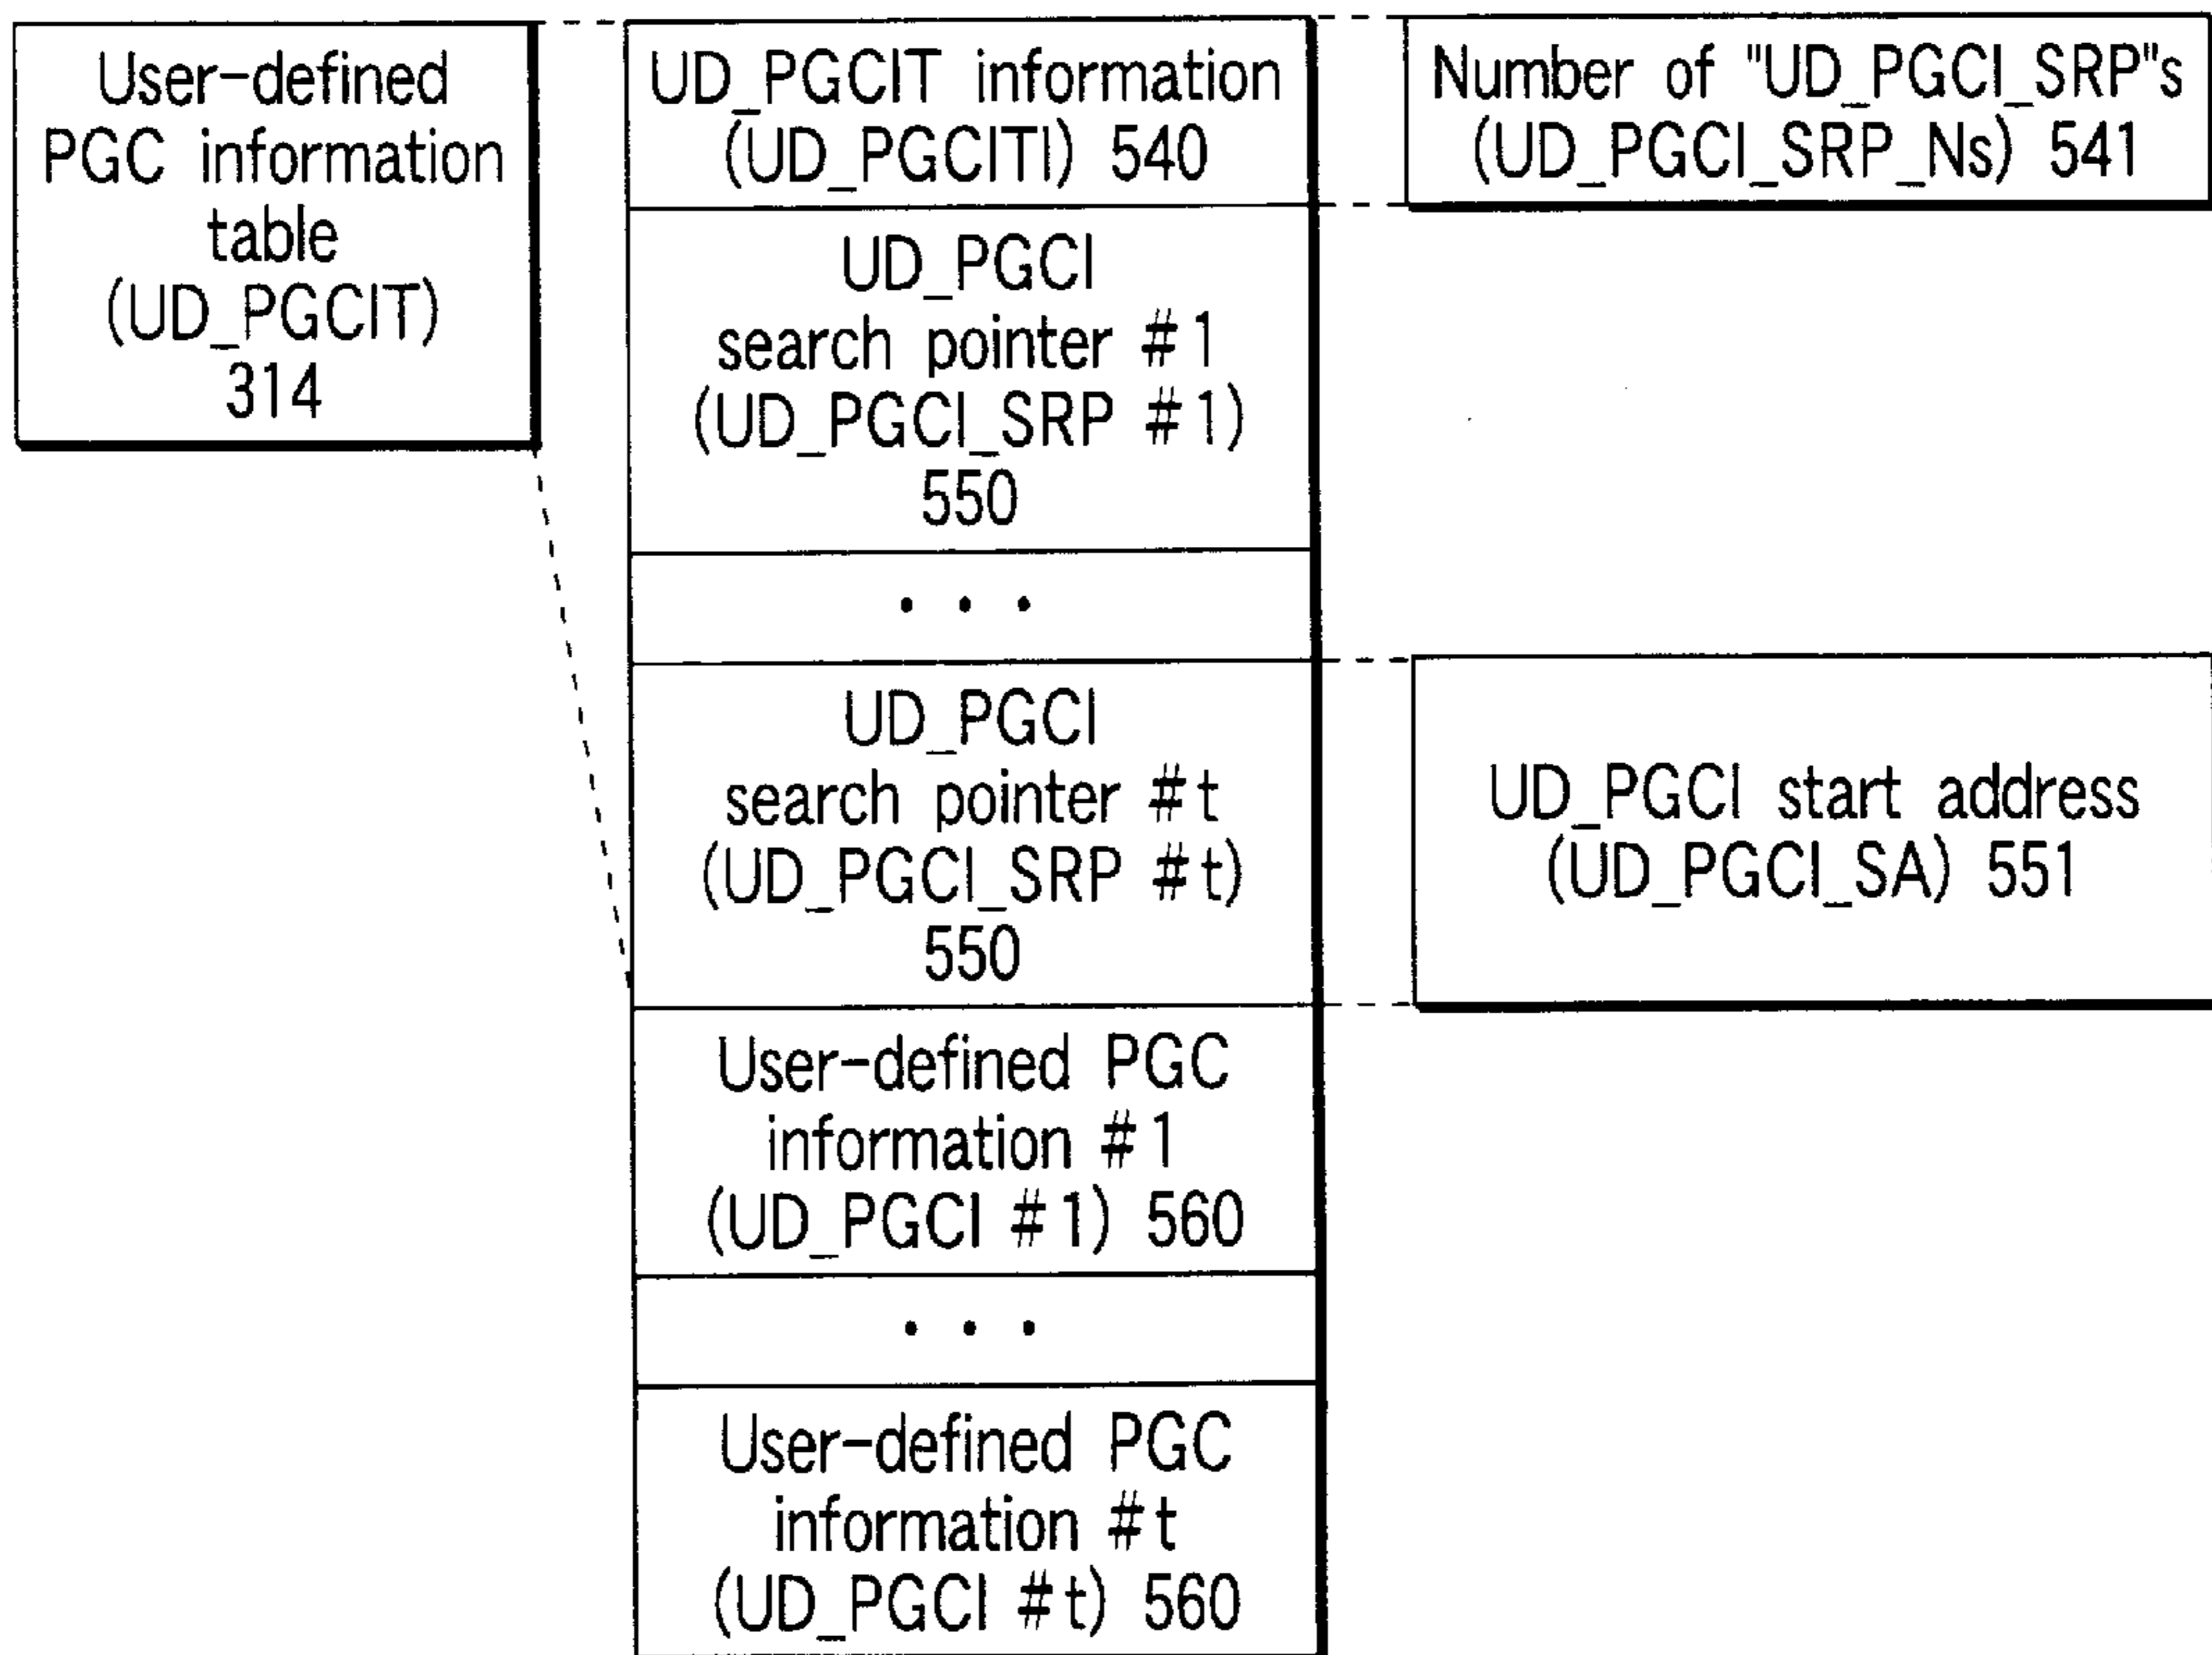 User-defined
PGC information
table
(UD_PGCIT)
314
UD_PGCIT information
(UD_PGCITI) 540
UD_PGCI
search pointer #1
(UD_PGCI_SRP #1)
550
• • •
UD_PGCI
search pointer #t
(UD_PGCI_SRP #t)
550
User-defined PGC
information #1
(UD_PGCI #1) 560
• • •
User-defined PGC
information #t
(UD_PGCI #t) 560
Number of "UD_PGCI_SRP"s
(UD_PGCI_SRP_Ns) 541
UD_PGCI start address
(UD_PGCI_SA) 551